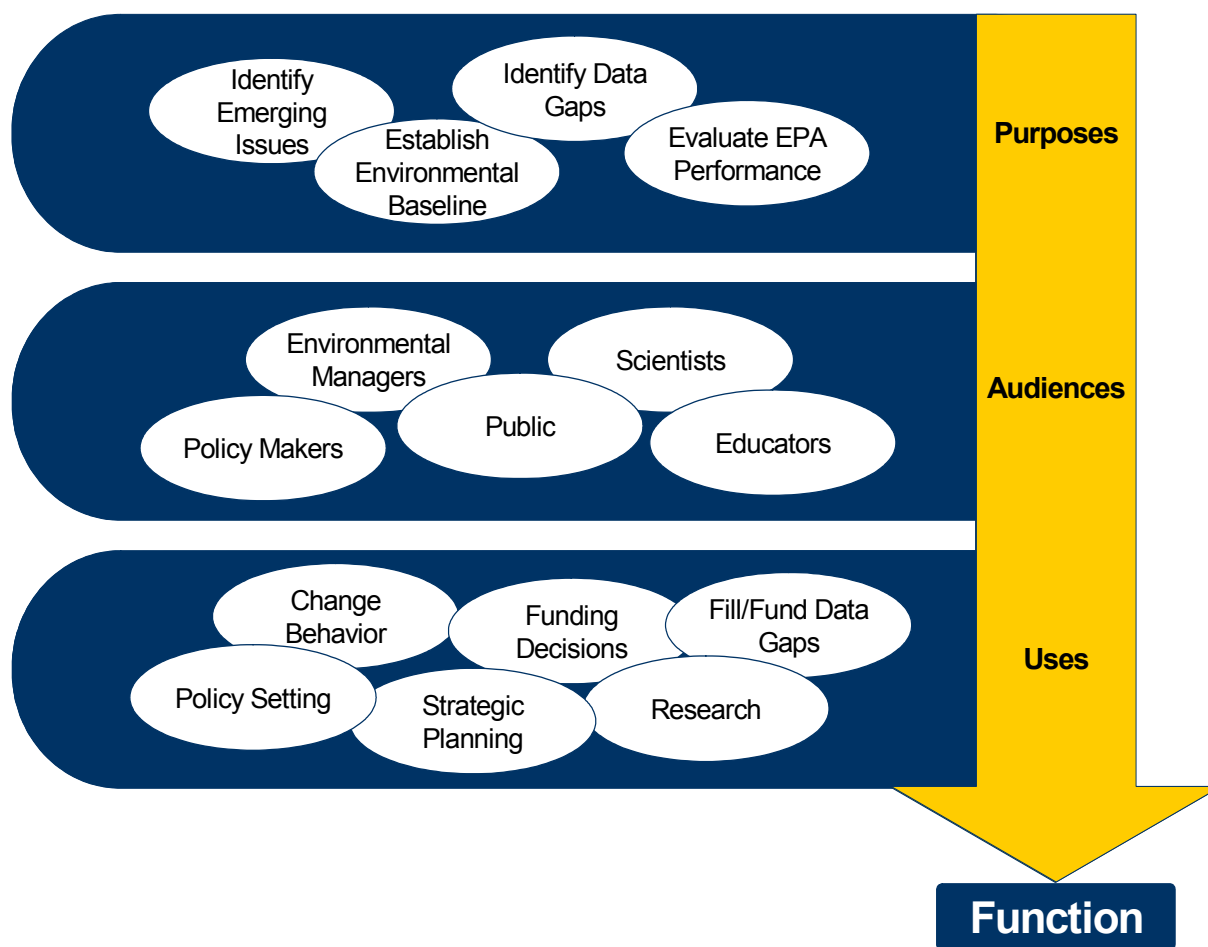 Identify
Emerging
Issues
Identify Data
Gaps
Establish
Environmental
Baseline
Evaluate EPA
Performance
Purposes
Environmental
Managers
Scientists
Policy Makers
Public
Educators
Audiences
Change
Behavior
Funding
Decisions
Fill/Fund Data
Gaps
Policy Setting
Strategic
Planning
Research
Uses
Function